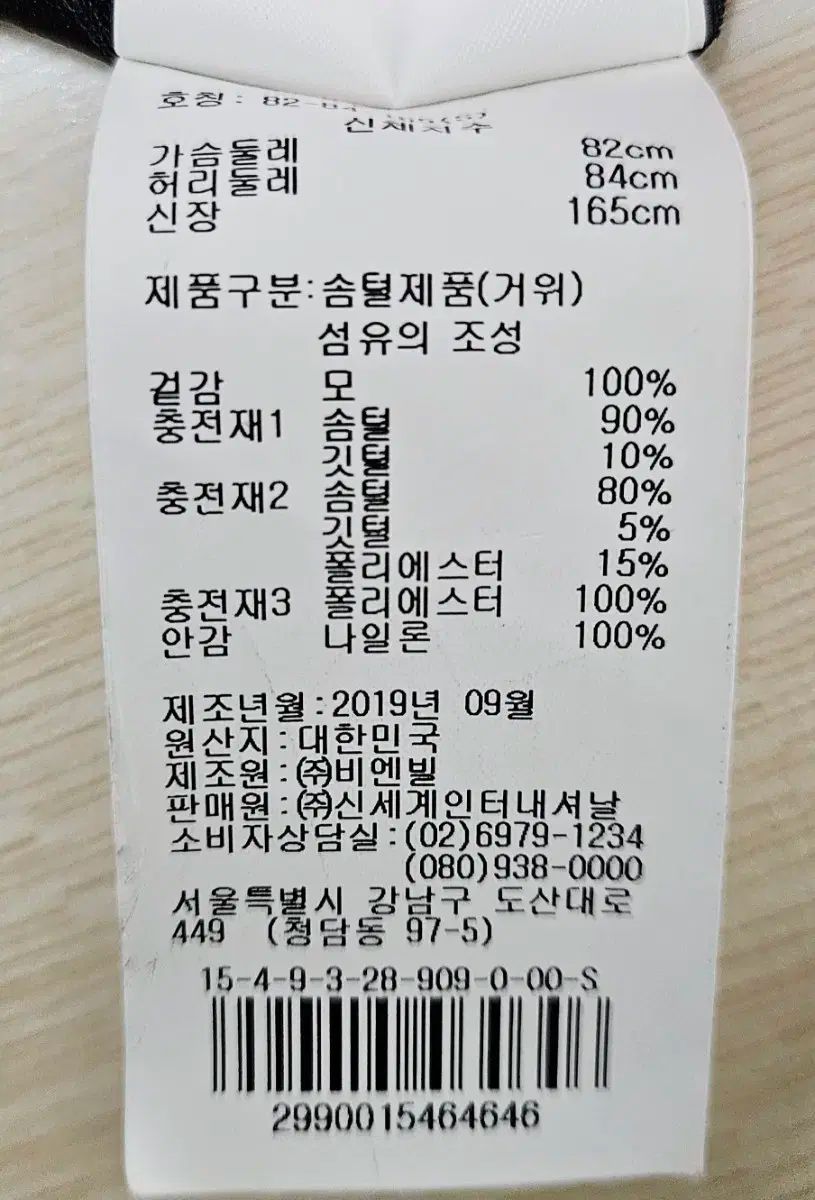 호칭: 82-84
신체치수
가슴둘레 82cm
허리둘레 84cm
신장 165cm
제품구분:솜털제품(거위)
섬유의 조성
겉감 모 100%
충전재1 솜털 90%
깃털 10%
충전재2 솜털 80%
깃털 5%
폴리에스터 15%
충전재3 폴리에스터 100%
안감 나일론 100%
제조년월:2019년 09월
원산지:대한민국
제조원:㈜비엔빌
판매원:㈜신세계인터내셔날
소비자상담실:(02)6979-1234
(080)938-0000
서울특별시 강남구 도산대로
449 (청담동 97-5)
15-4-9-3-28-909-0-00-S
2990015464646